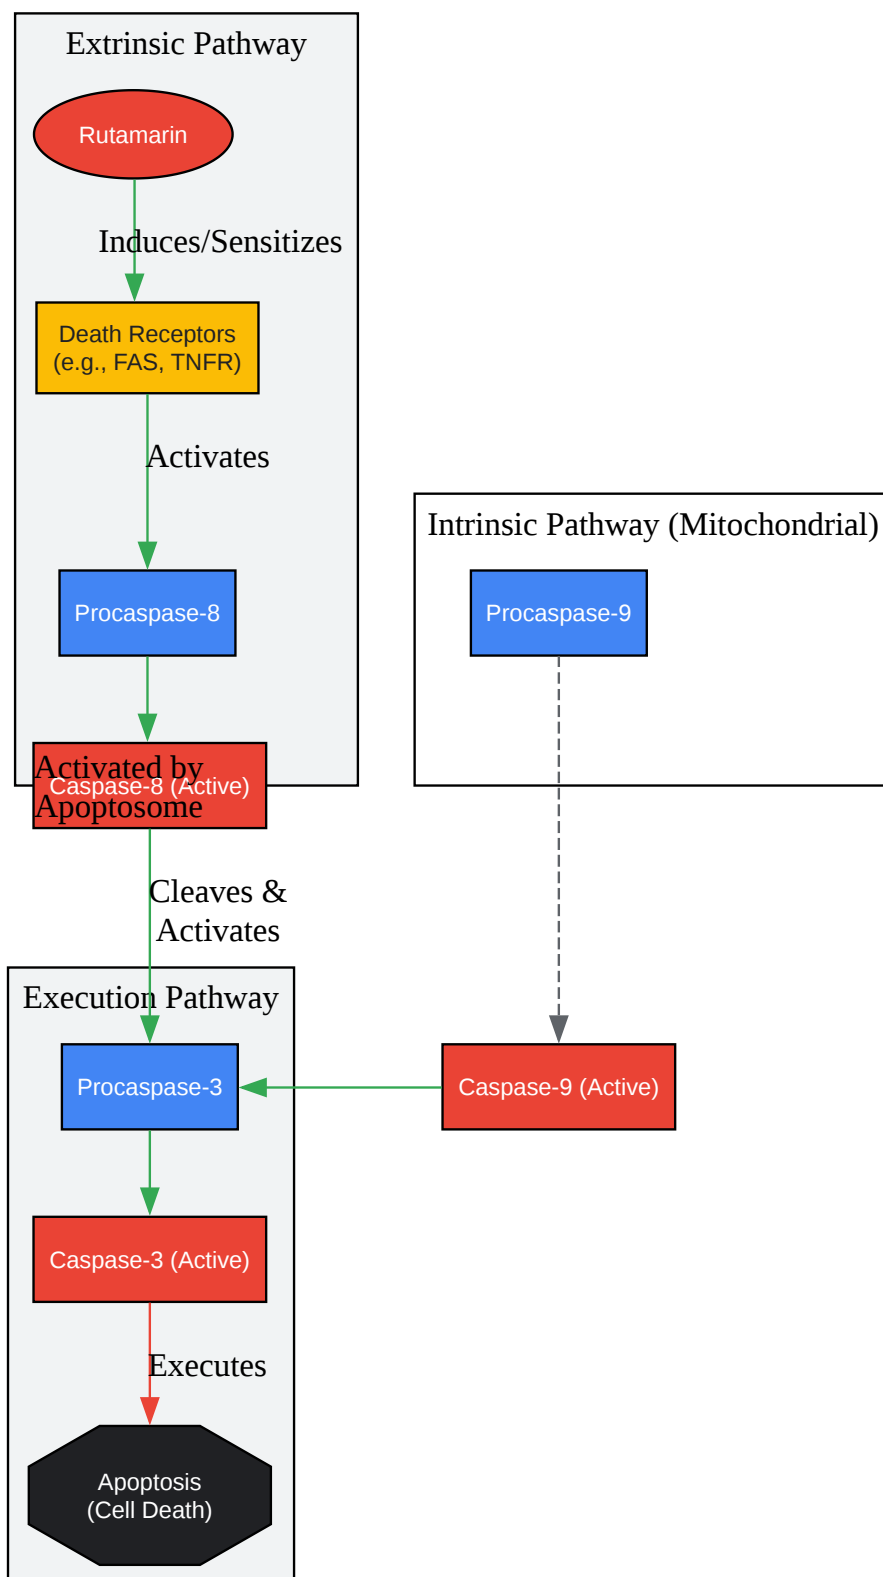 Extrinsic Pathway
Rutamarin
Induces/Sensitizes
Death Receptors
(e.g., FAS, TNFR)
Activates
Intrinsic Pathway (Mitochondrial)
Procaspase-8
Procaspase-9
Activated by
Caspase-8 (Active)
Apoptosome
Cleaves &
Activates
Execution Pathway
Procaspase-3
Caspase-9 (Active)
Caspase-3 (Active)
Executes
Apoptosis
(Cell Death)